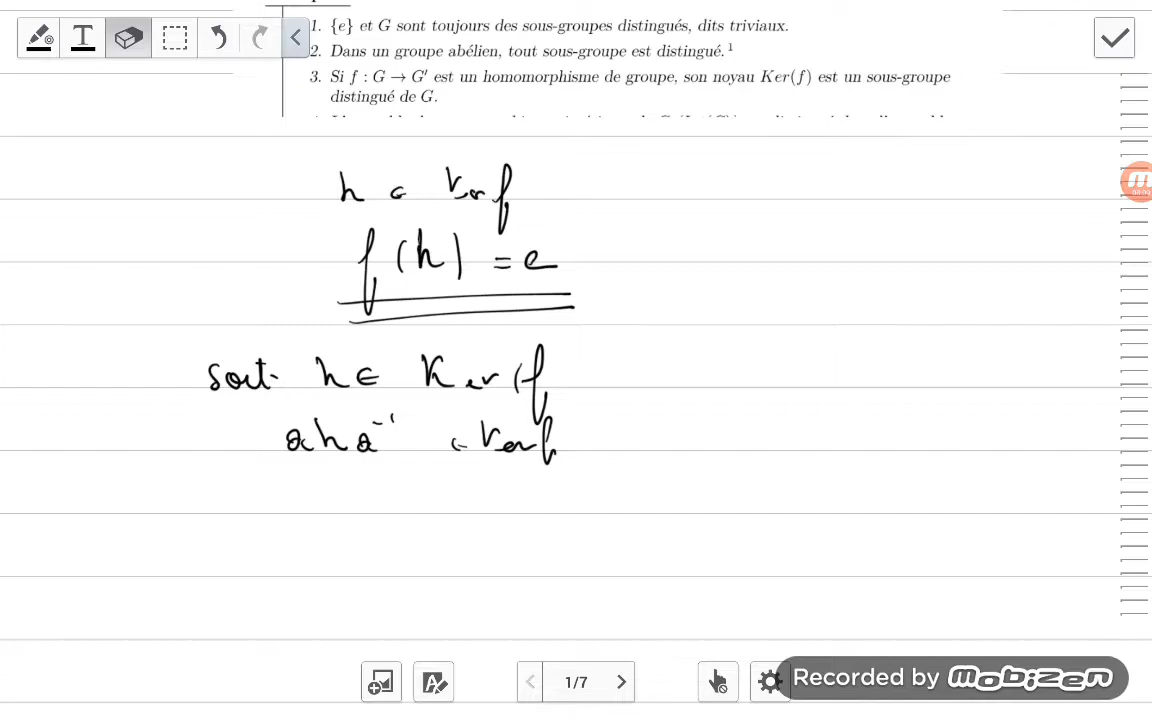 1. {e} et G sont toujours des sous-groupes distingués, dits triviaux.
2. Dans un groupe abélien, tout sous-groupe est distingué.¹
3. Si f : G → G′ est un homomorphisme de groupe, son noyau Ker(f) est un sous-groupe
distingué de G.
h ∈ Ker f
f(h) = e
soit h ∈ Ker f
a h a⁻¹ ∈ Ker f
1/7
Recorded by mobizen